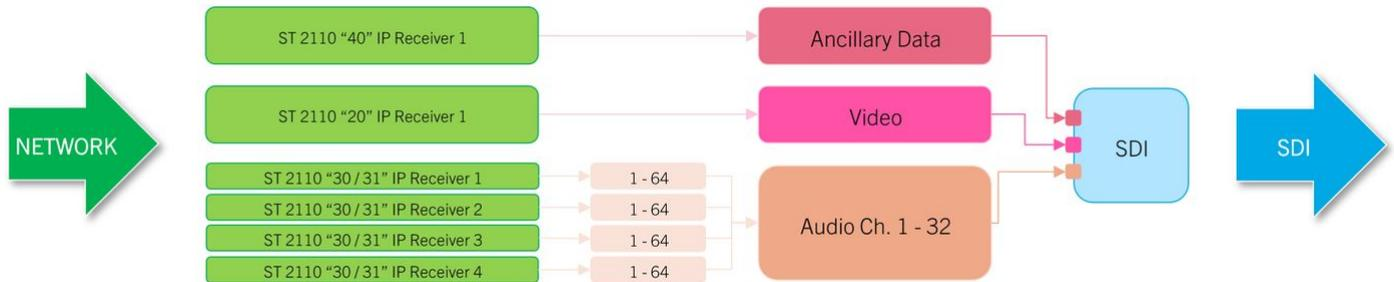 NETWORK
ST 2110 “40” IP Receiver 1
Ancillary Data
ST 2110 “20” IP Receiver 1
Video
ST 2110 “30 / 31” IP Receiver 1
1 - 64
ST 2110 “30 / 31” IP Receiver 2
1 - 64
ST 2110 “30 / 31” IP Receiver 3
1 - 64
ST 2110 “30 / 31” IP Receiver 4
1 - 64
Audio Ch. 1 - 32
SDI
SDI